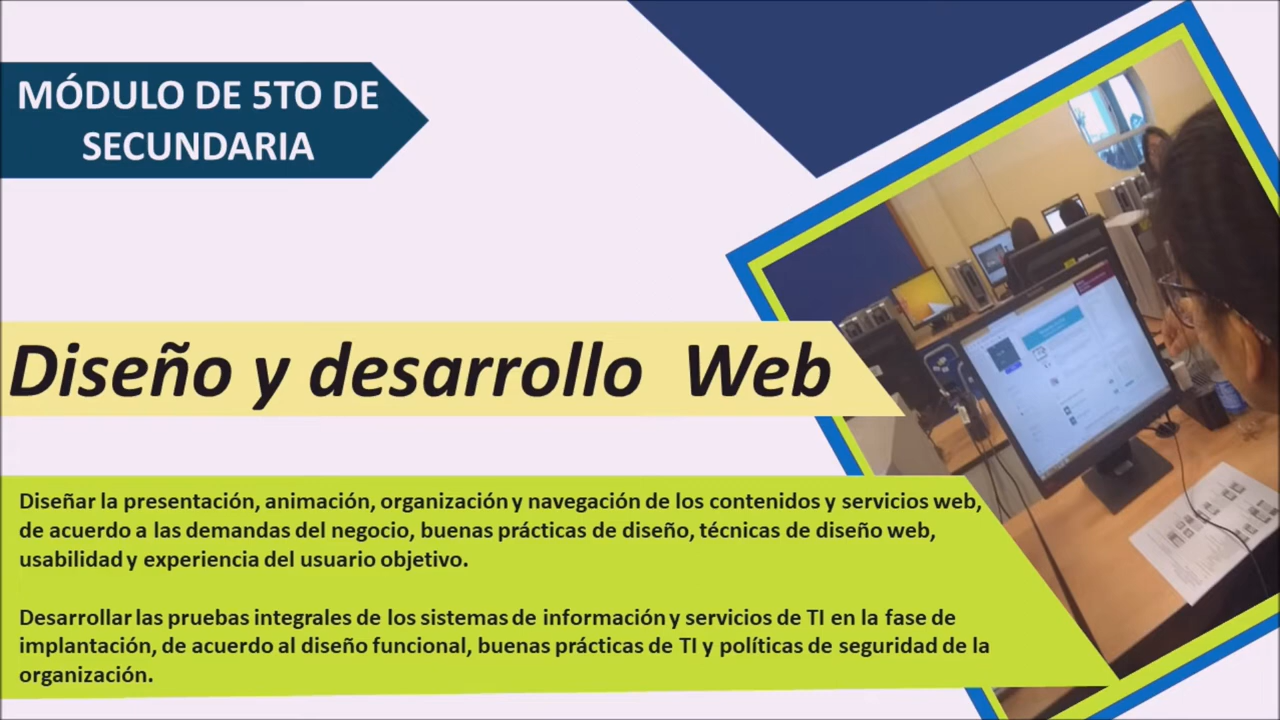 MÓDULO DE 5TO DE
SECUNDARIA
Diseño y desarrollo Web
Diseñar la presentación, animación, organización y navegación de los contenidos y servicios web,
de acuerdo a las demandas del negocio, buenas prácticas de diseño, técnicas de diseño web,
usabilidad y experiencia del usuario objetivo.
Desarrollar las pruebas integrales de los sistemas de información y servicios de TI en la fase de
implantación, de acuerdo al diseño funcional, buenas prácticas de TI y políticas de seguridad de la
organización.